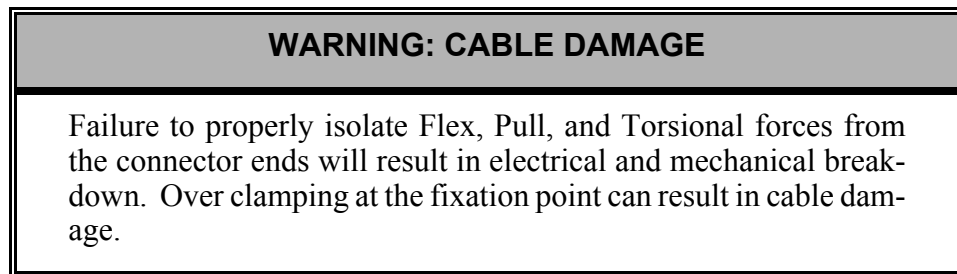 WARNING: CABLE DAMAGE
Failure to properly isolate Flex, Pull, and Torsional forces from
the connector ends will result in electrical and mechanical break-
down.  Over clamping at the fixation point can result in cable dam-
age.